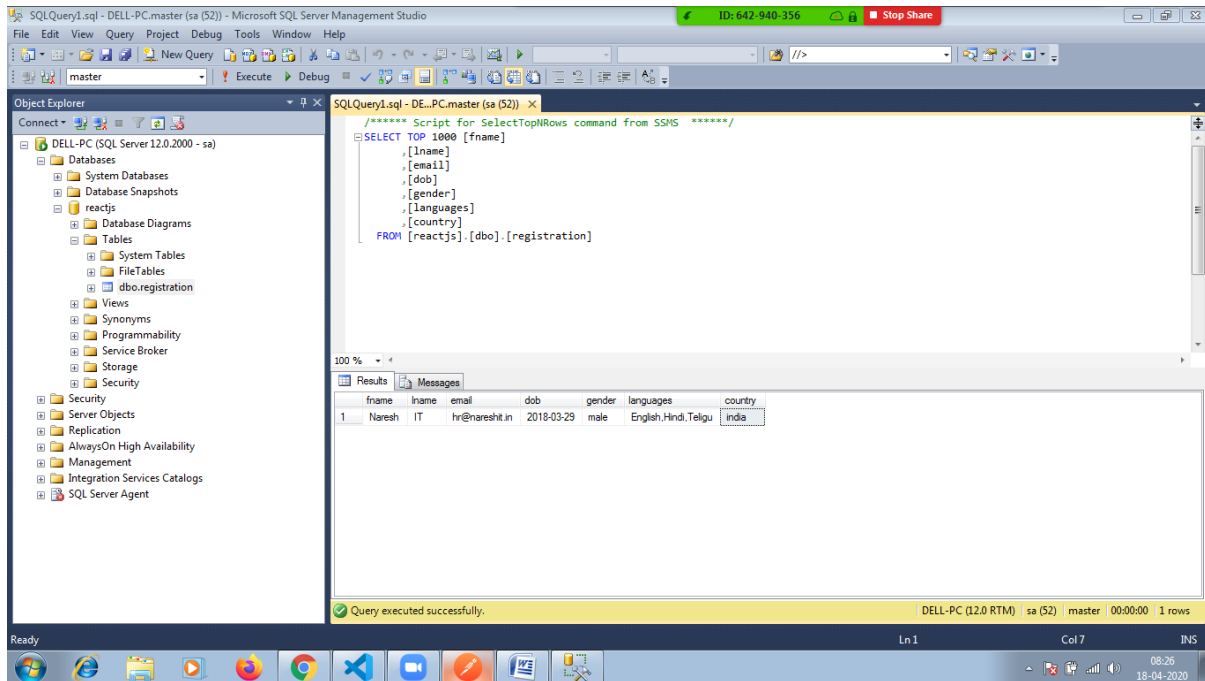 SQLQuery1.sql - DELL-PC.master (sa (52)) - Microsoft SQL Server Management Studio
ID: 642-940-356
Stop Share
File Edit View Query Project Debug Tools Window Help
New Query
//>
master
Execute
Debug
Object Explorer
Connect
DELL-PC (SQL Server 12.0.2000 - sa)
Databases
System Databases
Database Snapshots
reactjs
Database Diagrams
Tables
System Tables
FileTables
dbo.registration
Views
Synonyms
Programmability
Service Broker
Storage
Security
Security
Server Objects
Replication
AlwaysOn High Availability
Management
Integration Services Catalogs
SQL Server Agent
SQLQuery1.sql - DE...PC.master (sa (52))
/****** Script for SelectTopNRows command from SSMS  ******/
SELECT TOP 1000 [fname]
,[lname]
,[email]
,[dob]
,[gender]
,[languages]
,[country]
FROM [reactjs].[dbo].[registration]
100 %
Results Messages
fname lname email dob gender languages country
1 Naresh IT hr@nareshit.in 2018-03-29 male English,Hindi,Teligu india
Query executed successfully.
DELL-PC (12.0 RTM) sa (52) master 00:00:00 1 rows
Ready
Ln 1 Col 7 INS
08:26
18-04-2020